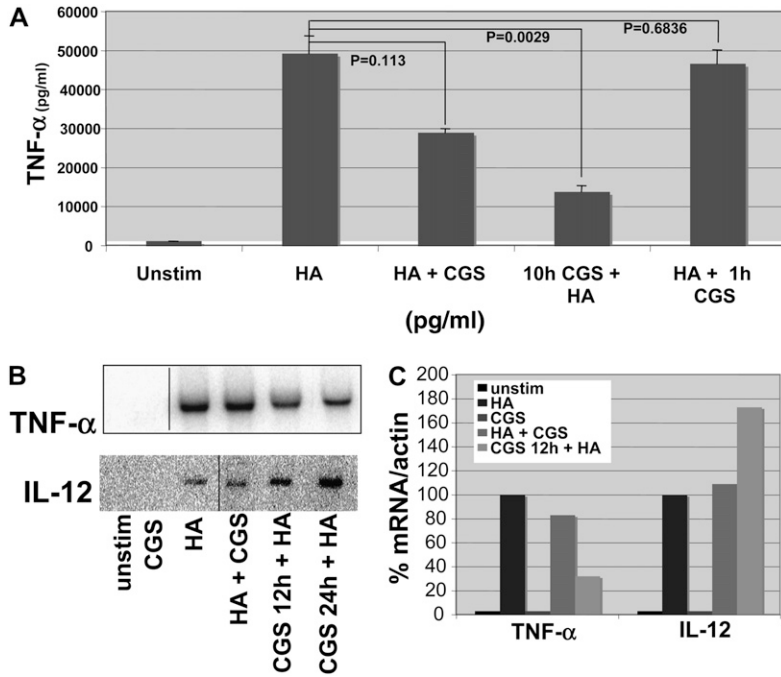 A
TNF-α (pg/ml)
60000
50000
40000
30000
20000
10000
0
P=0.113
P=0.0029
P=0.6836
Unstim
HA
HA + CGS
10h CGS +
HA
HA + 1h
CGS
(pg/ml)
B
TNF-α
IL-12
unstim
CGS
HA
HA + CGS
CGS 12h + HA
CGS 24h + HA
C
% mRNA/actin
200
180
160
140
120
100
80
60
40
20
0
unstim
HA
CGS
HA + CGS
CGS 12h + HA
TNF-α
IL-12